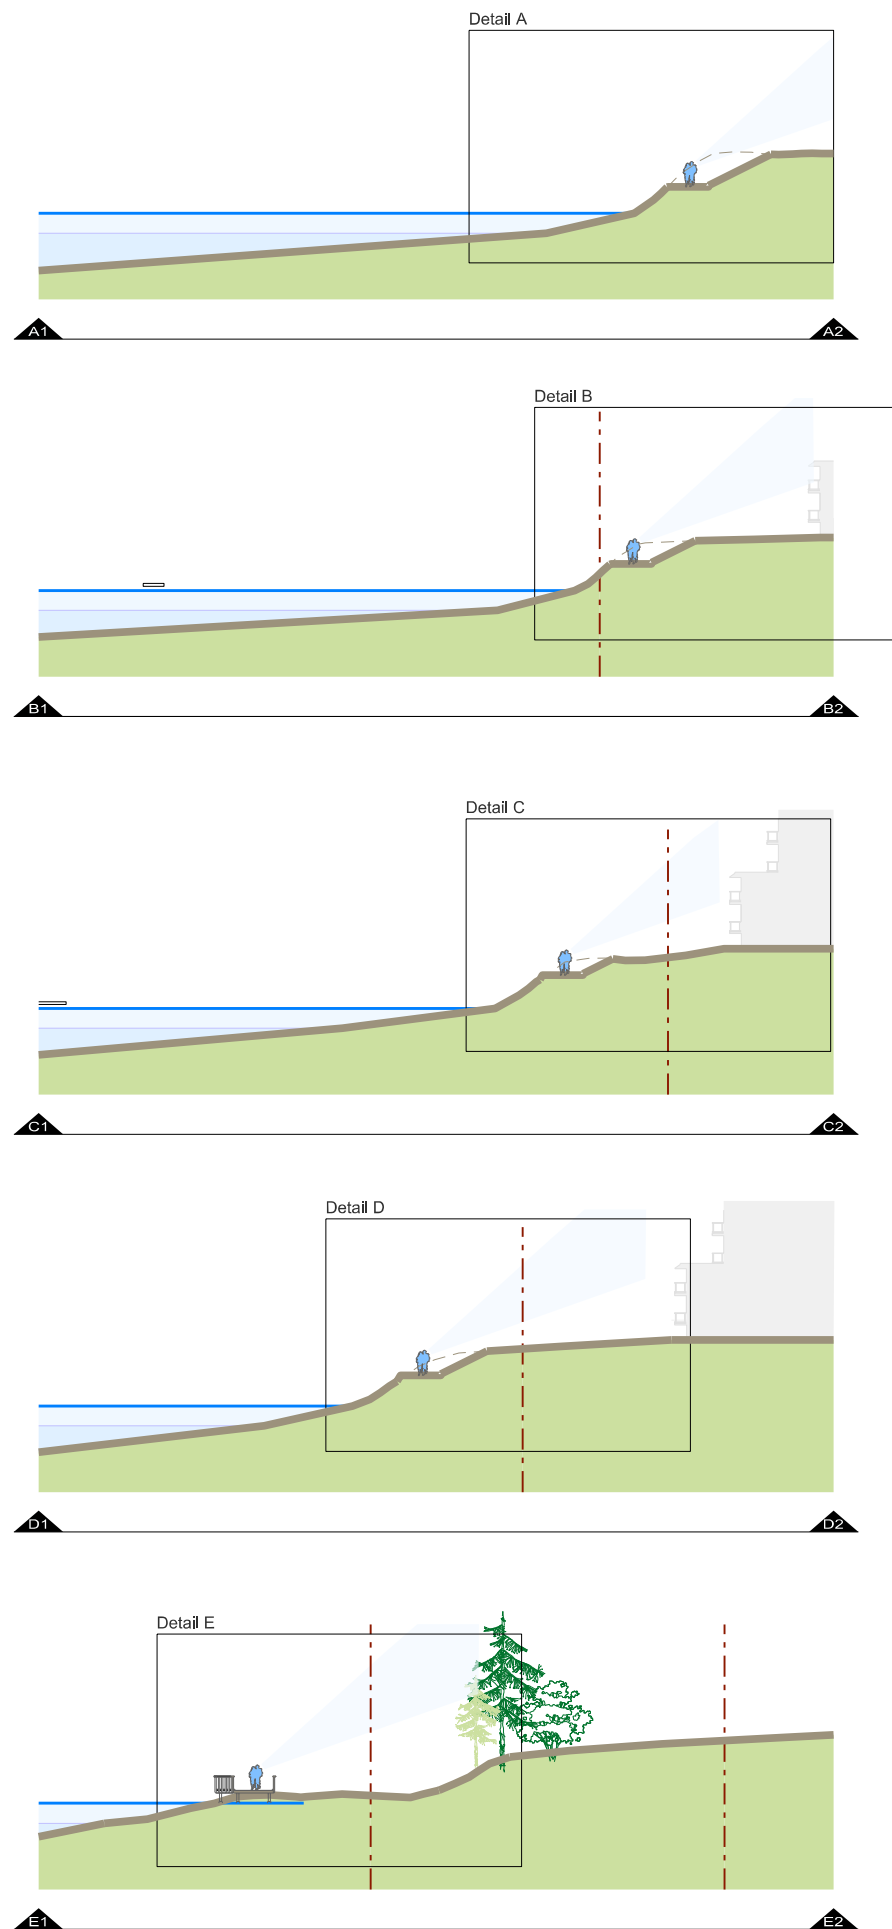 Detail A
A1 A2
Detail B
B1 B2
Detail C
C1 C2
Detail D
D1 D2
Detail E
E1 E2